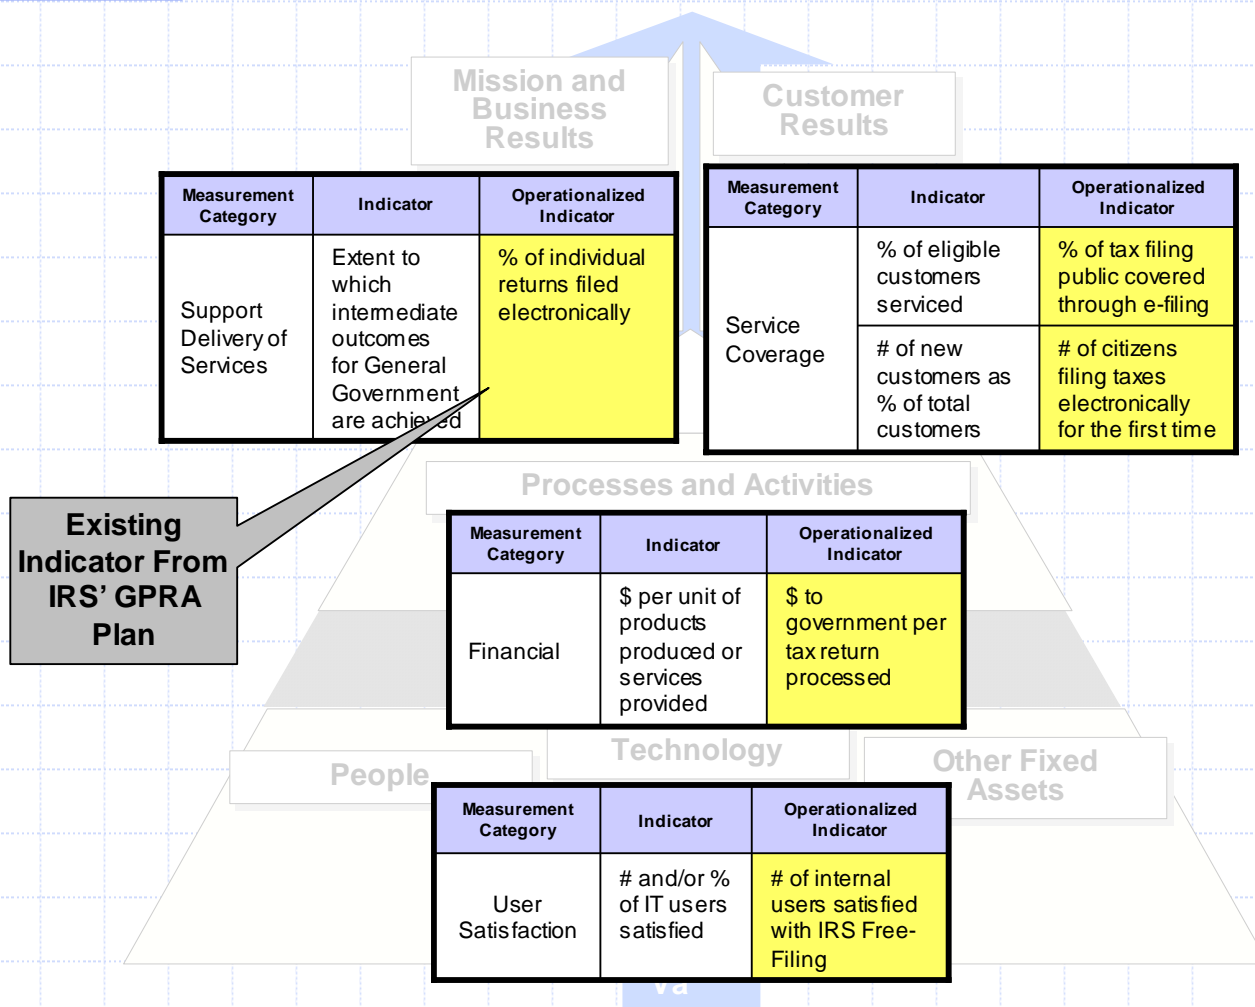 Mission and
Business
Results
Customer
Results
Measurement
Category
Indicator
Operationalized
Indicator
Support
Delivery of
Services
Extent to
which
intermediate
outcomes
for General
Government
are achieved
% of individual
returns filed
electronically
Measurement
Category
Indicator
Operationalized
Indicator
Service
Coverage
% of eligible
customers
serviced
% of tax filing
public covered
through e-filing
# of new
customers as
% of total
customers
# of citizens
filing taxes
electronically
for the first time
Existing
Indicator From
IRS' GPRA
Plan
Processes and Activities
Measurement
Category
Indicator
Operationalized
Indicator
Financial
$ per unit of
products
produced or
services
provided
$ to
government per
tax return
processed
People
Technology
Other Fixed
Assets
Measurement
Category
Indicator
Operationalized
Indicator
User
Satisfaction
# and/or %
of IT users
satisfied
# of internal
users satisfied
with IRS Free-
Filing